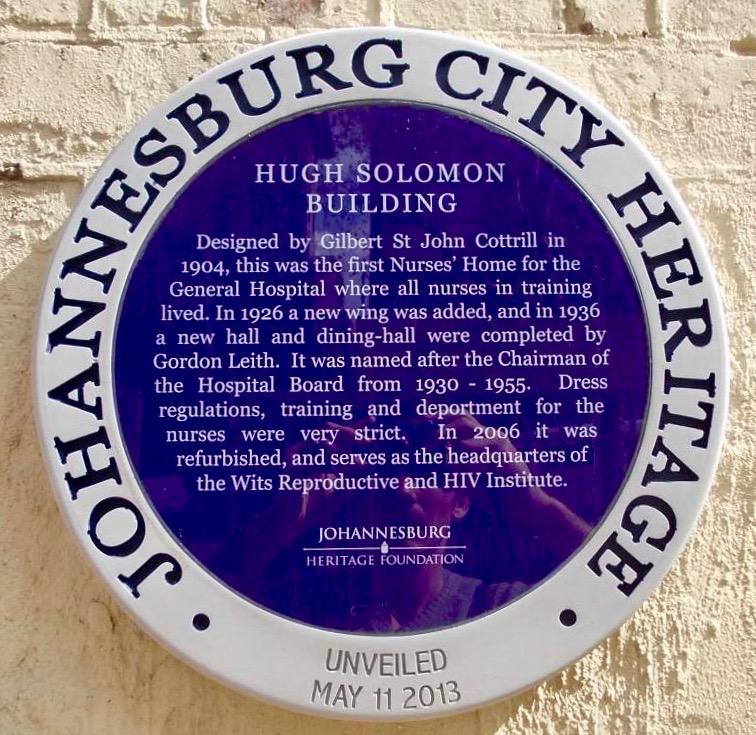 JOHANNESBURG CITY HERITAGE
HUGH SOLOMON
BUILDING
Designed by Gilbert St John Cottrill in
1904, this was the first Nurses' Home for the
General Hospital where all nurses in training
lived. In 1926 a new wing was added, and in 1936
a new hall and dining-hall were completed by
Gordon Leith. It was named after the Chairman of
the Hospital Board from 1930 - 1955. Dress
regulations, training and deportment for the
nurses were very strict. In 2006 it was
refurbished, and serves as the headquarters of
the Wits Reproductive and HIV Institute.
JOHANNESBURG
HERITAGE FOUNDATION
UNVEILED
MAY 11 2013